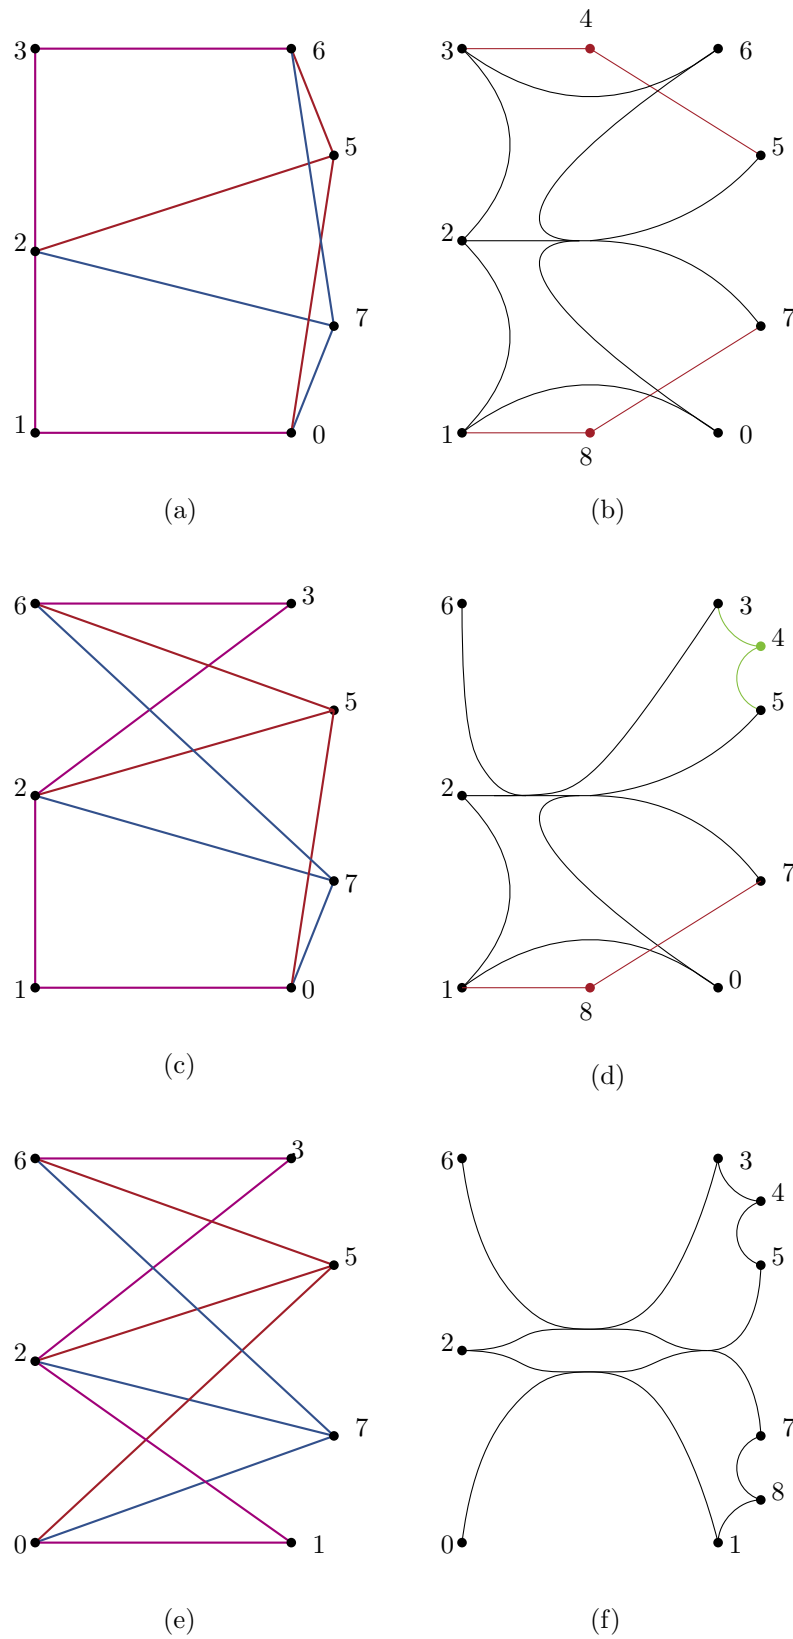 3 6 5 2 7 1 0
(a)
4 3 6 5 2 7 1 8 0
(b)
6 3 5 2 7 1 0
(c)
6 3 4 5 2 7 1 8 0
(d)
6 3 5 2 7 0 1
(e)
6 3 4 5 2 7 8 0 1
(f)